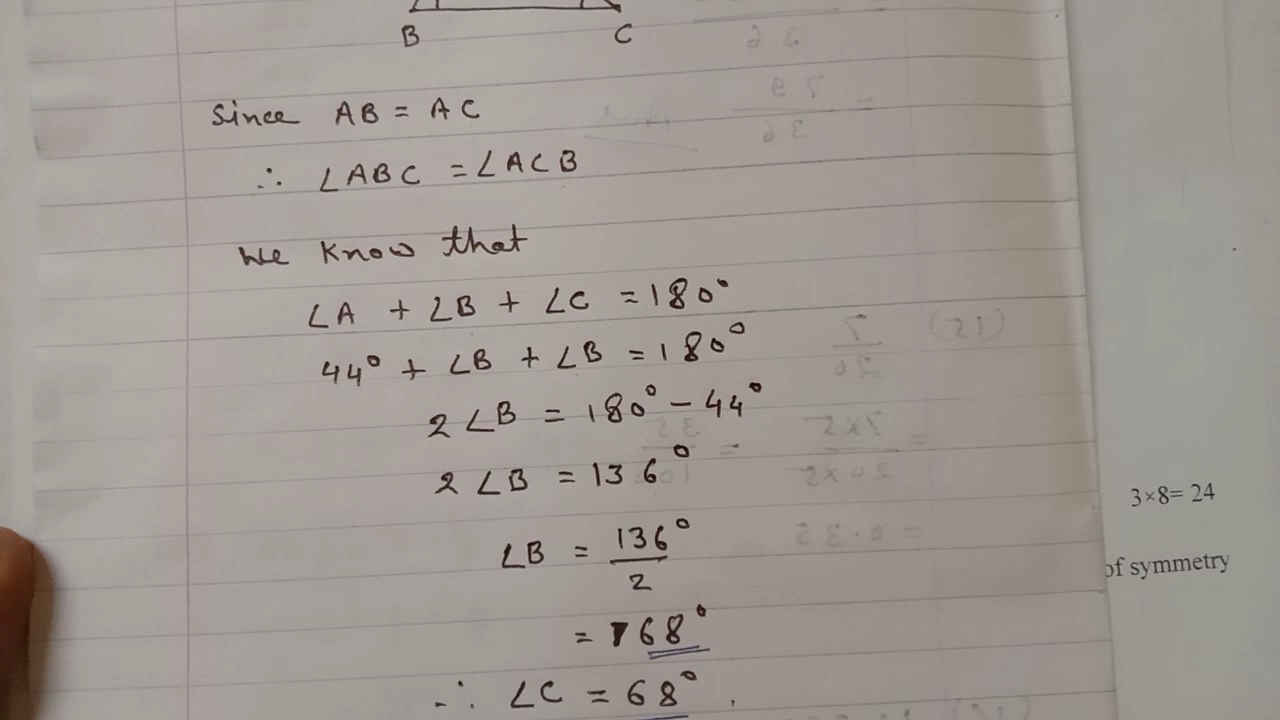 B C
Since AB = AC
∴ ∠ABC = ∠ACB
We know that
∠A + ∠B + ∠C = 180°
44° + ∠B + ∠B = 180°
2 ∠B = 180° - 44°
2 ∠B = 136°
∠B = 136°/2
= 68°
∴ ∠C = 68°.
3×8= 24
of symmetry